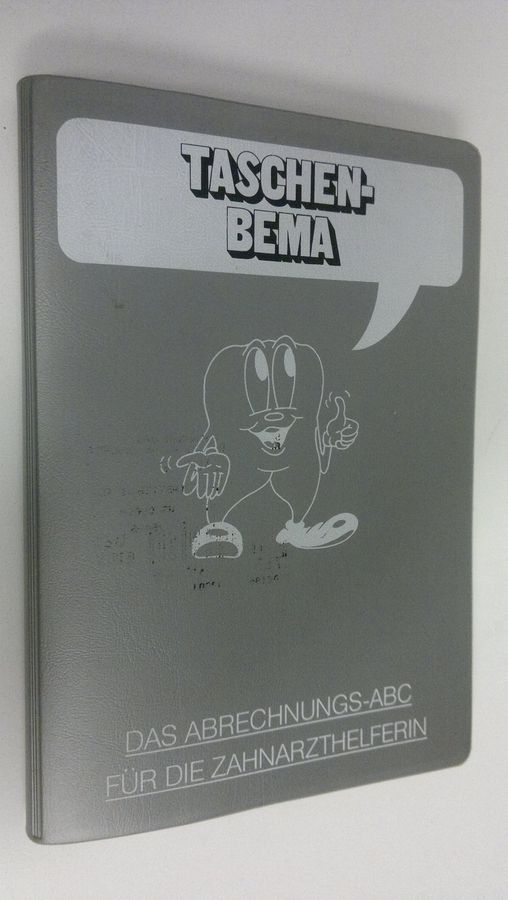 TASCHEN-
BEMA
DAS ABRECHNUNGS-ABC
FÜR DIE ZAHNARZTHELFERIN